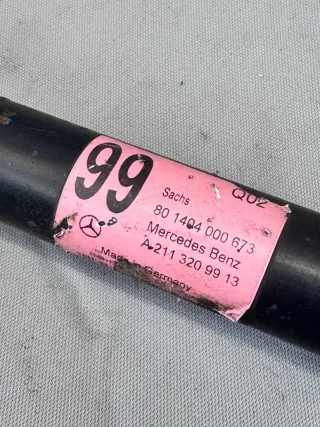 99
Q02
Sachs
80 1404 000 673
Mercedes Benz
A 211 320 99 13
Made in Germany